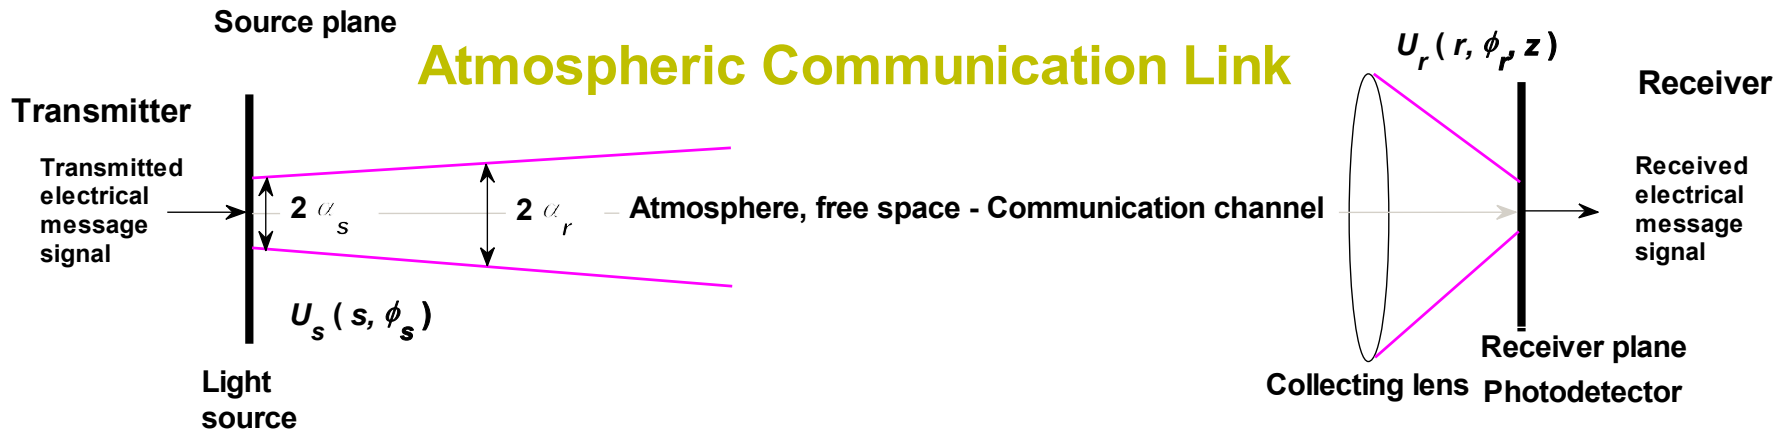 Source plane
Atmospheric Communication Link
U_r ( r, ϕ_r, z )
Transmitter
Receiver
Transmitted
electrical
message
signal
2 α_s
2 α_r
Atmosphere, free space - Communication channel
Received
electrical
message
signal
U_s ( s, ϕ_s )
Light
source
Collecting lens
Receiver plane
Photodetector